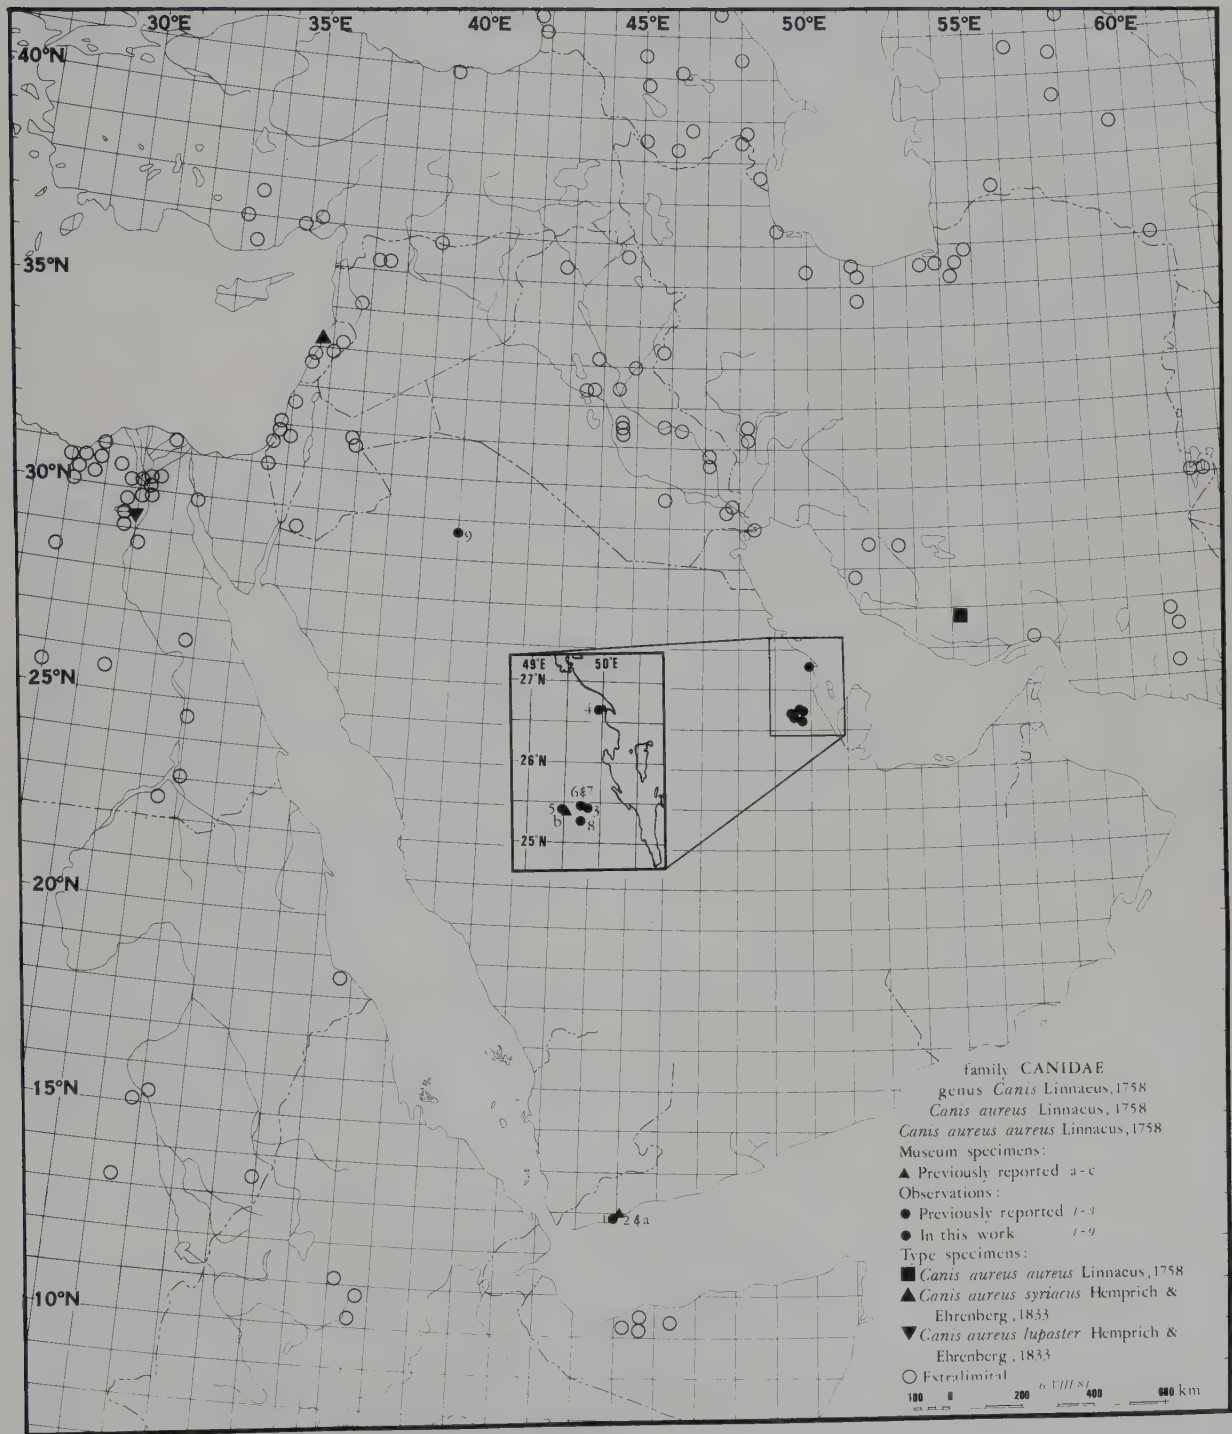 30°E 35°E 40°E 45°E 50°E 55°E 60°E
40°N
35°N
30°N
9
49°E 50°E
27°N
4
26°N
6&7
5 3
b 8
25°N
25°N
20°N
15°N
1 2&a
10°N
family CANIDAE
genus Canis Linnaeus, 1758
Canis aureus Linnaeus, 1758
Canis aureus aureus Linnaeus, 1758
Museum specimens:
Previously reported a-c
Observations:
Previously reported 1-3
In this work 1-9
Type specimens:
Canis aureus aureus Linnaeus, 1758
Canis aureus syriacus Hemprich &
Ehrenberg, 1833
Canis aureus lupaster Hemprich &
Ehrenberg, 1833
Extralimital
100 0 200 400 600 km